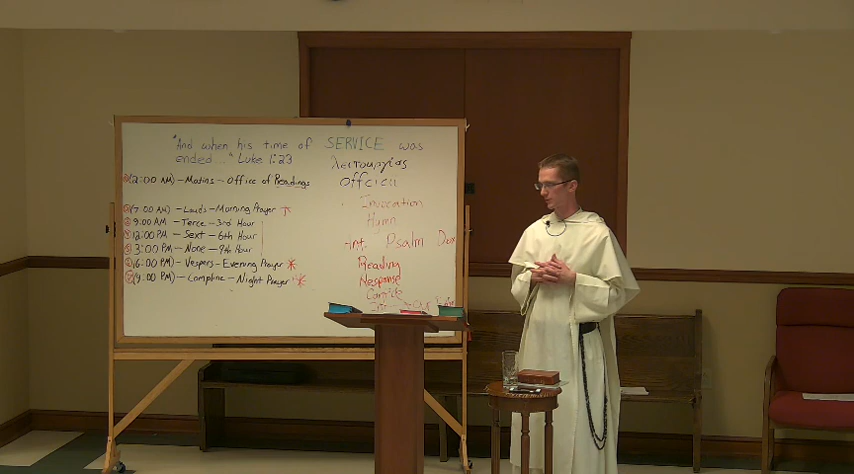 "And when his time of SERVICE was
ended..." Luke 1:23
λειτουργίας
(2:00 AM) – Matins – Office of Readings
(7:00 AM) – Lauds – Morning Prayer
9:00 AM – Terce – 3rd Hour
12:00 PM – Sext – 6th Hour
3:00 PM – None – 9th Hour
(6:00 PM) – Vespers – Evening Prayer *
(9:00 PM) – Compline – Night Prayer *
Invocation
Hymn
Psalm
Reading
Response